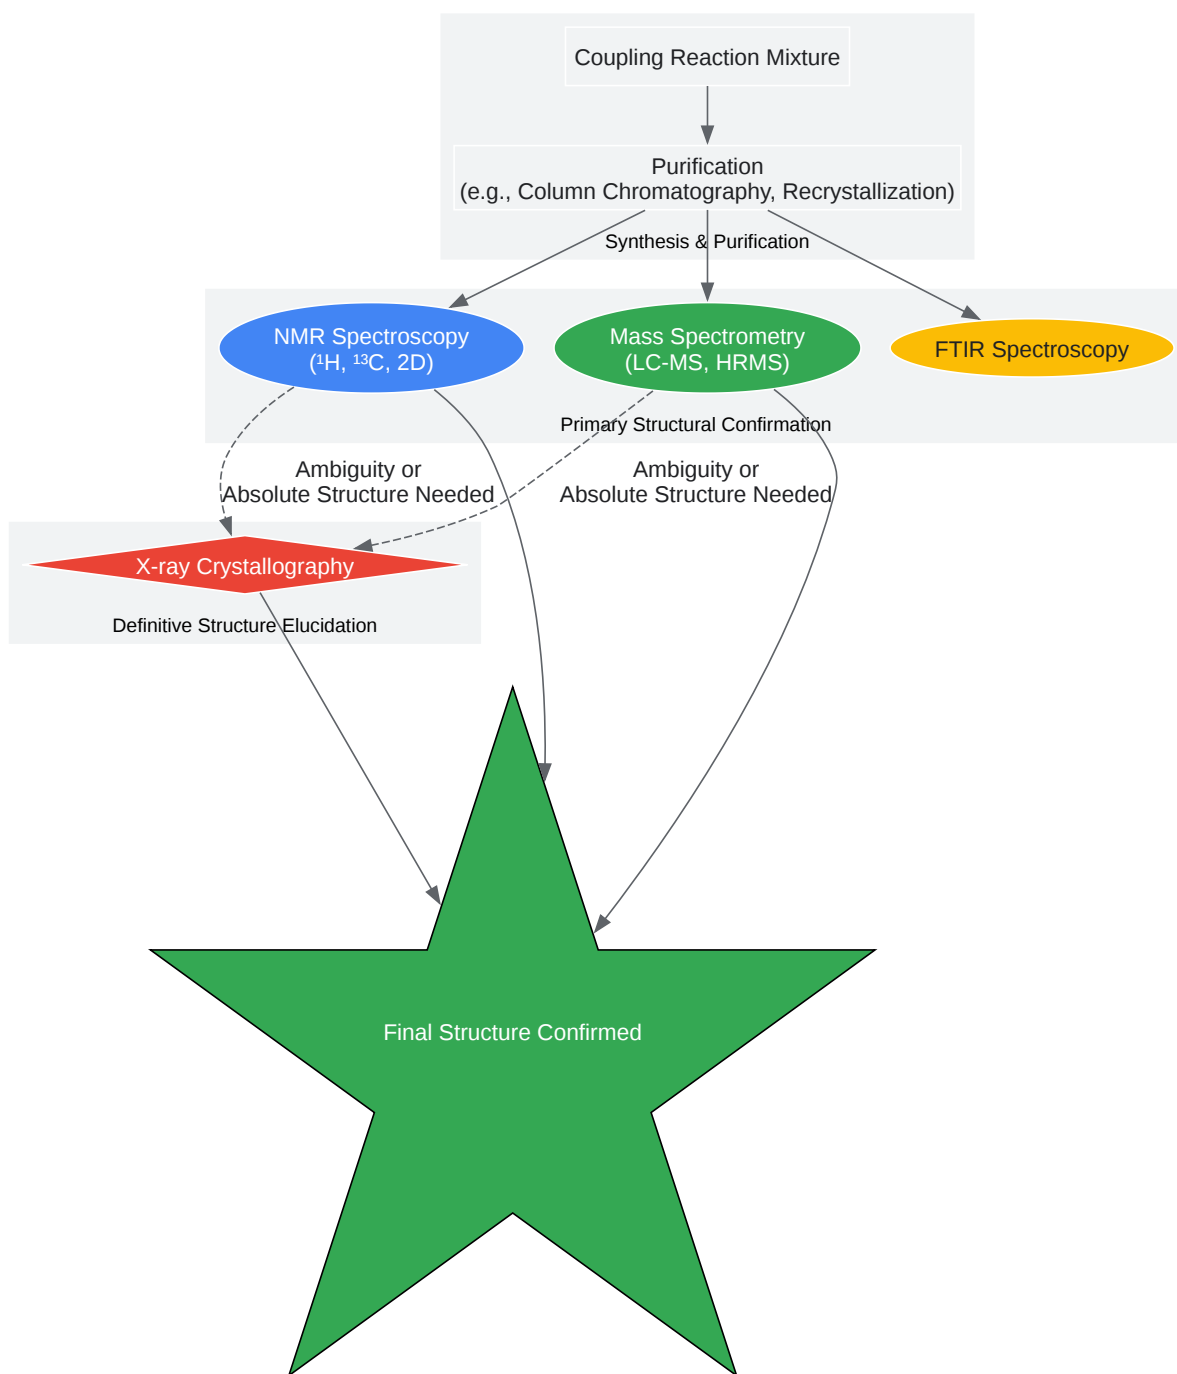 Coupling Reaction Mixture
Purification
(e.g., Column Chromatography, Recrystallization)
Synthesis & Purification
NMR Spectroscopy
(¹H, ¹³C, 2D)
Mass Spectrometry
(LC-MS, HRMS)
FTIR Spectroscopy
Primary Structural Confirmation
Ambiguity or
Absolute Structure Needed
Ambiguity or
Absolute Structure Needed
X-ray Crystallography
Definitive Structure Elucidation
Final Structure Confirmed